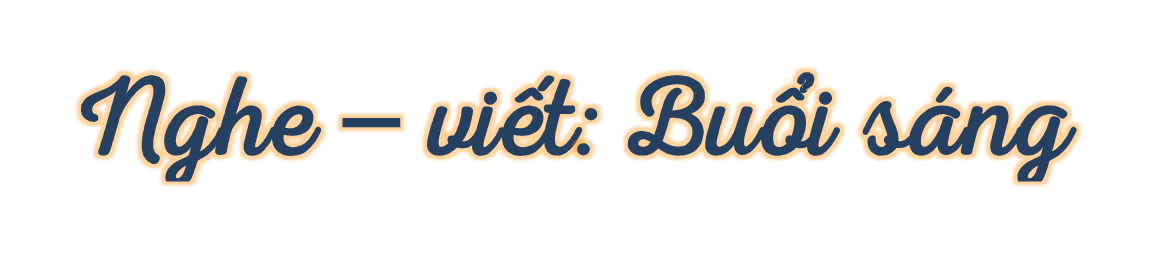 Nghe – viết: Buổi sáng